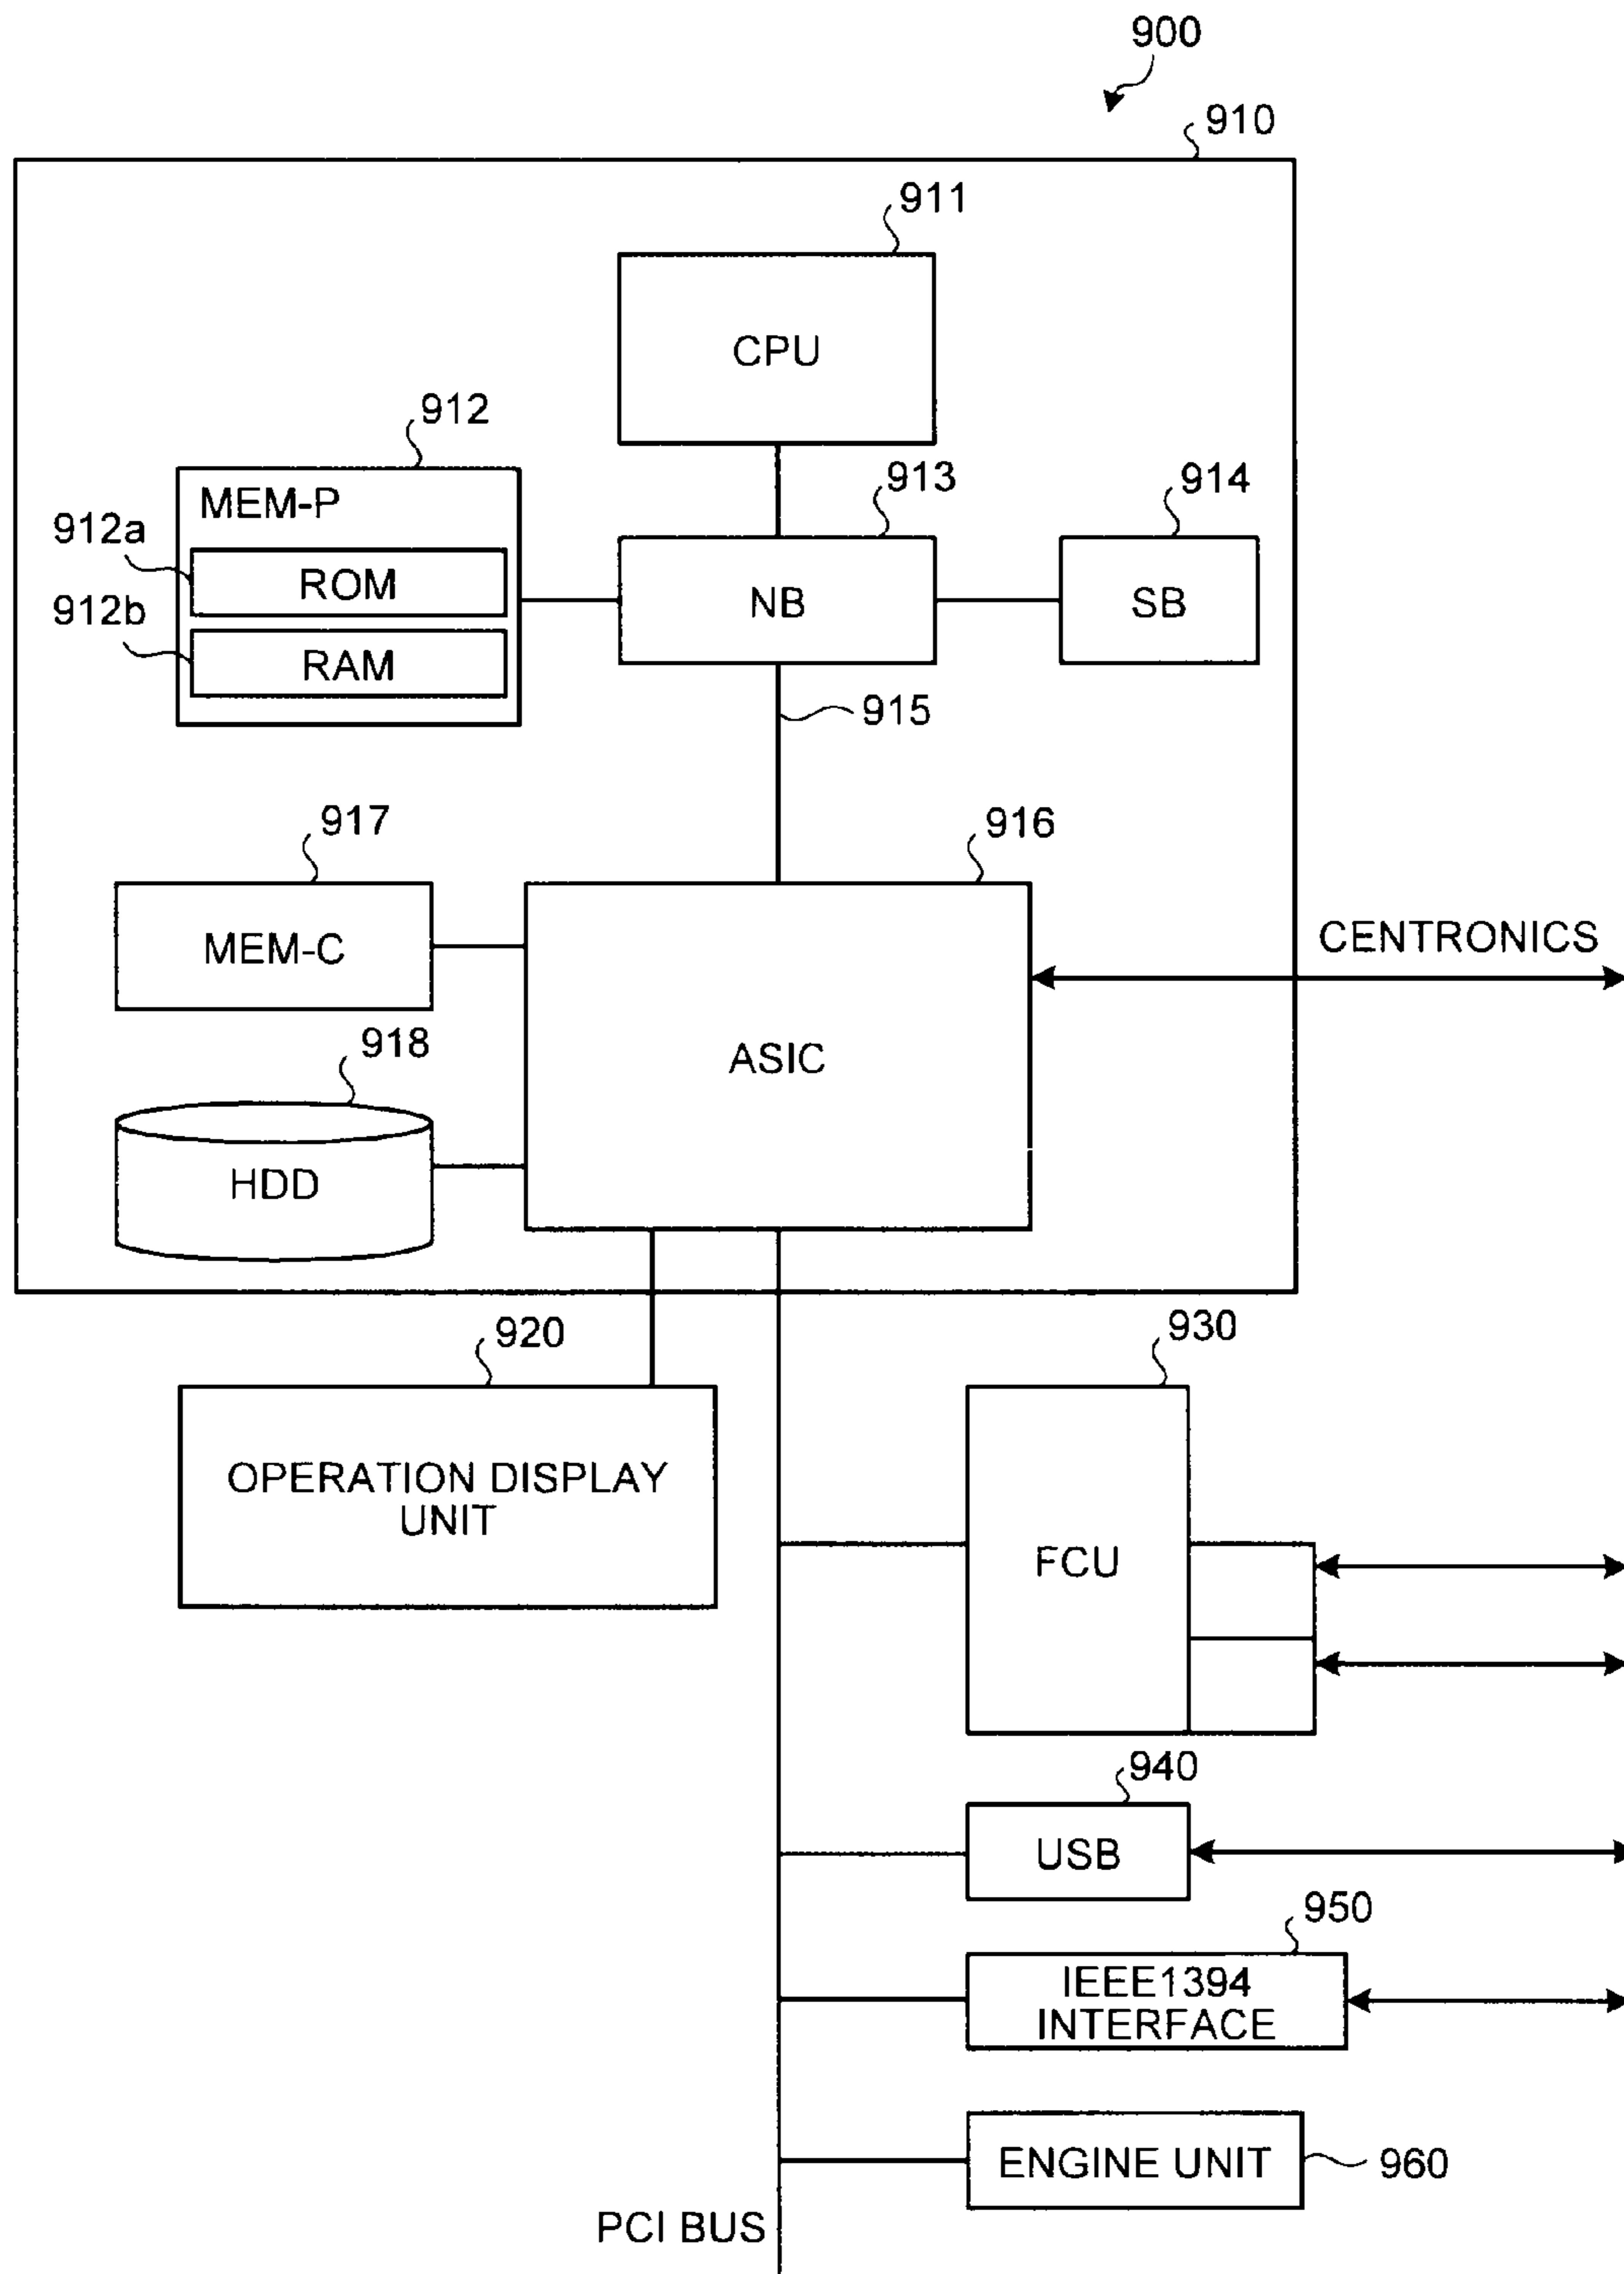 900
910
911
CPU
912
MEM-P
912a
ROM
912b
RAM
913
NB
914
SB
915
917
MEM-C
916
ASIC
CENTRONICS
918
HDD
920
OPERATION DISPLAY
UNIT
930
FCU
940
USB
950
IEEE1394
INTERFACE
ENGINE UNIT
960
PCI BUS